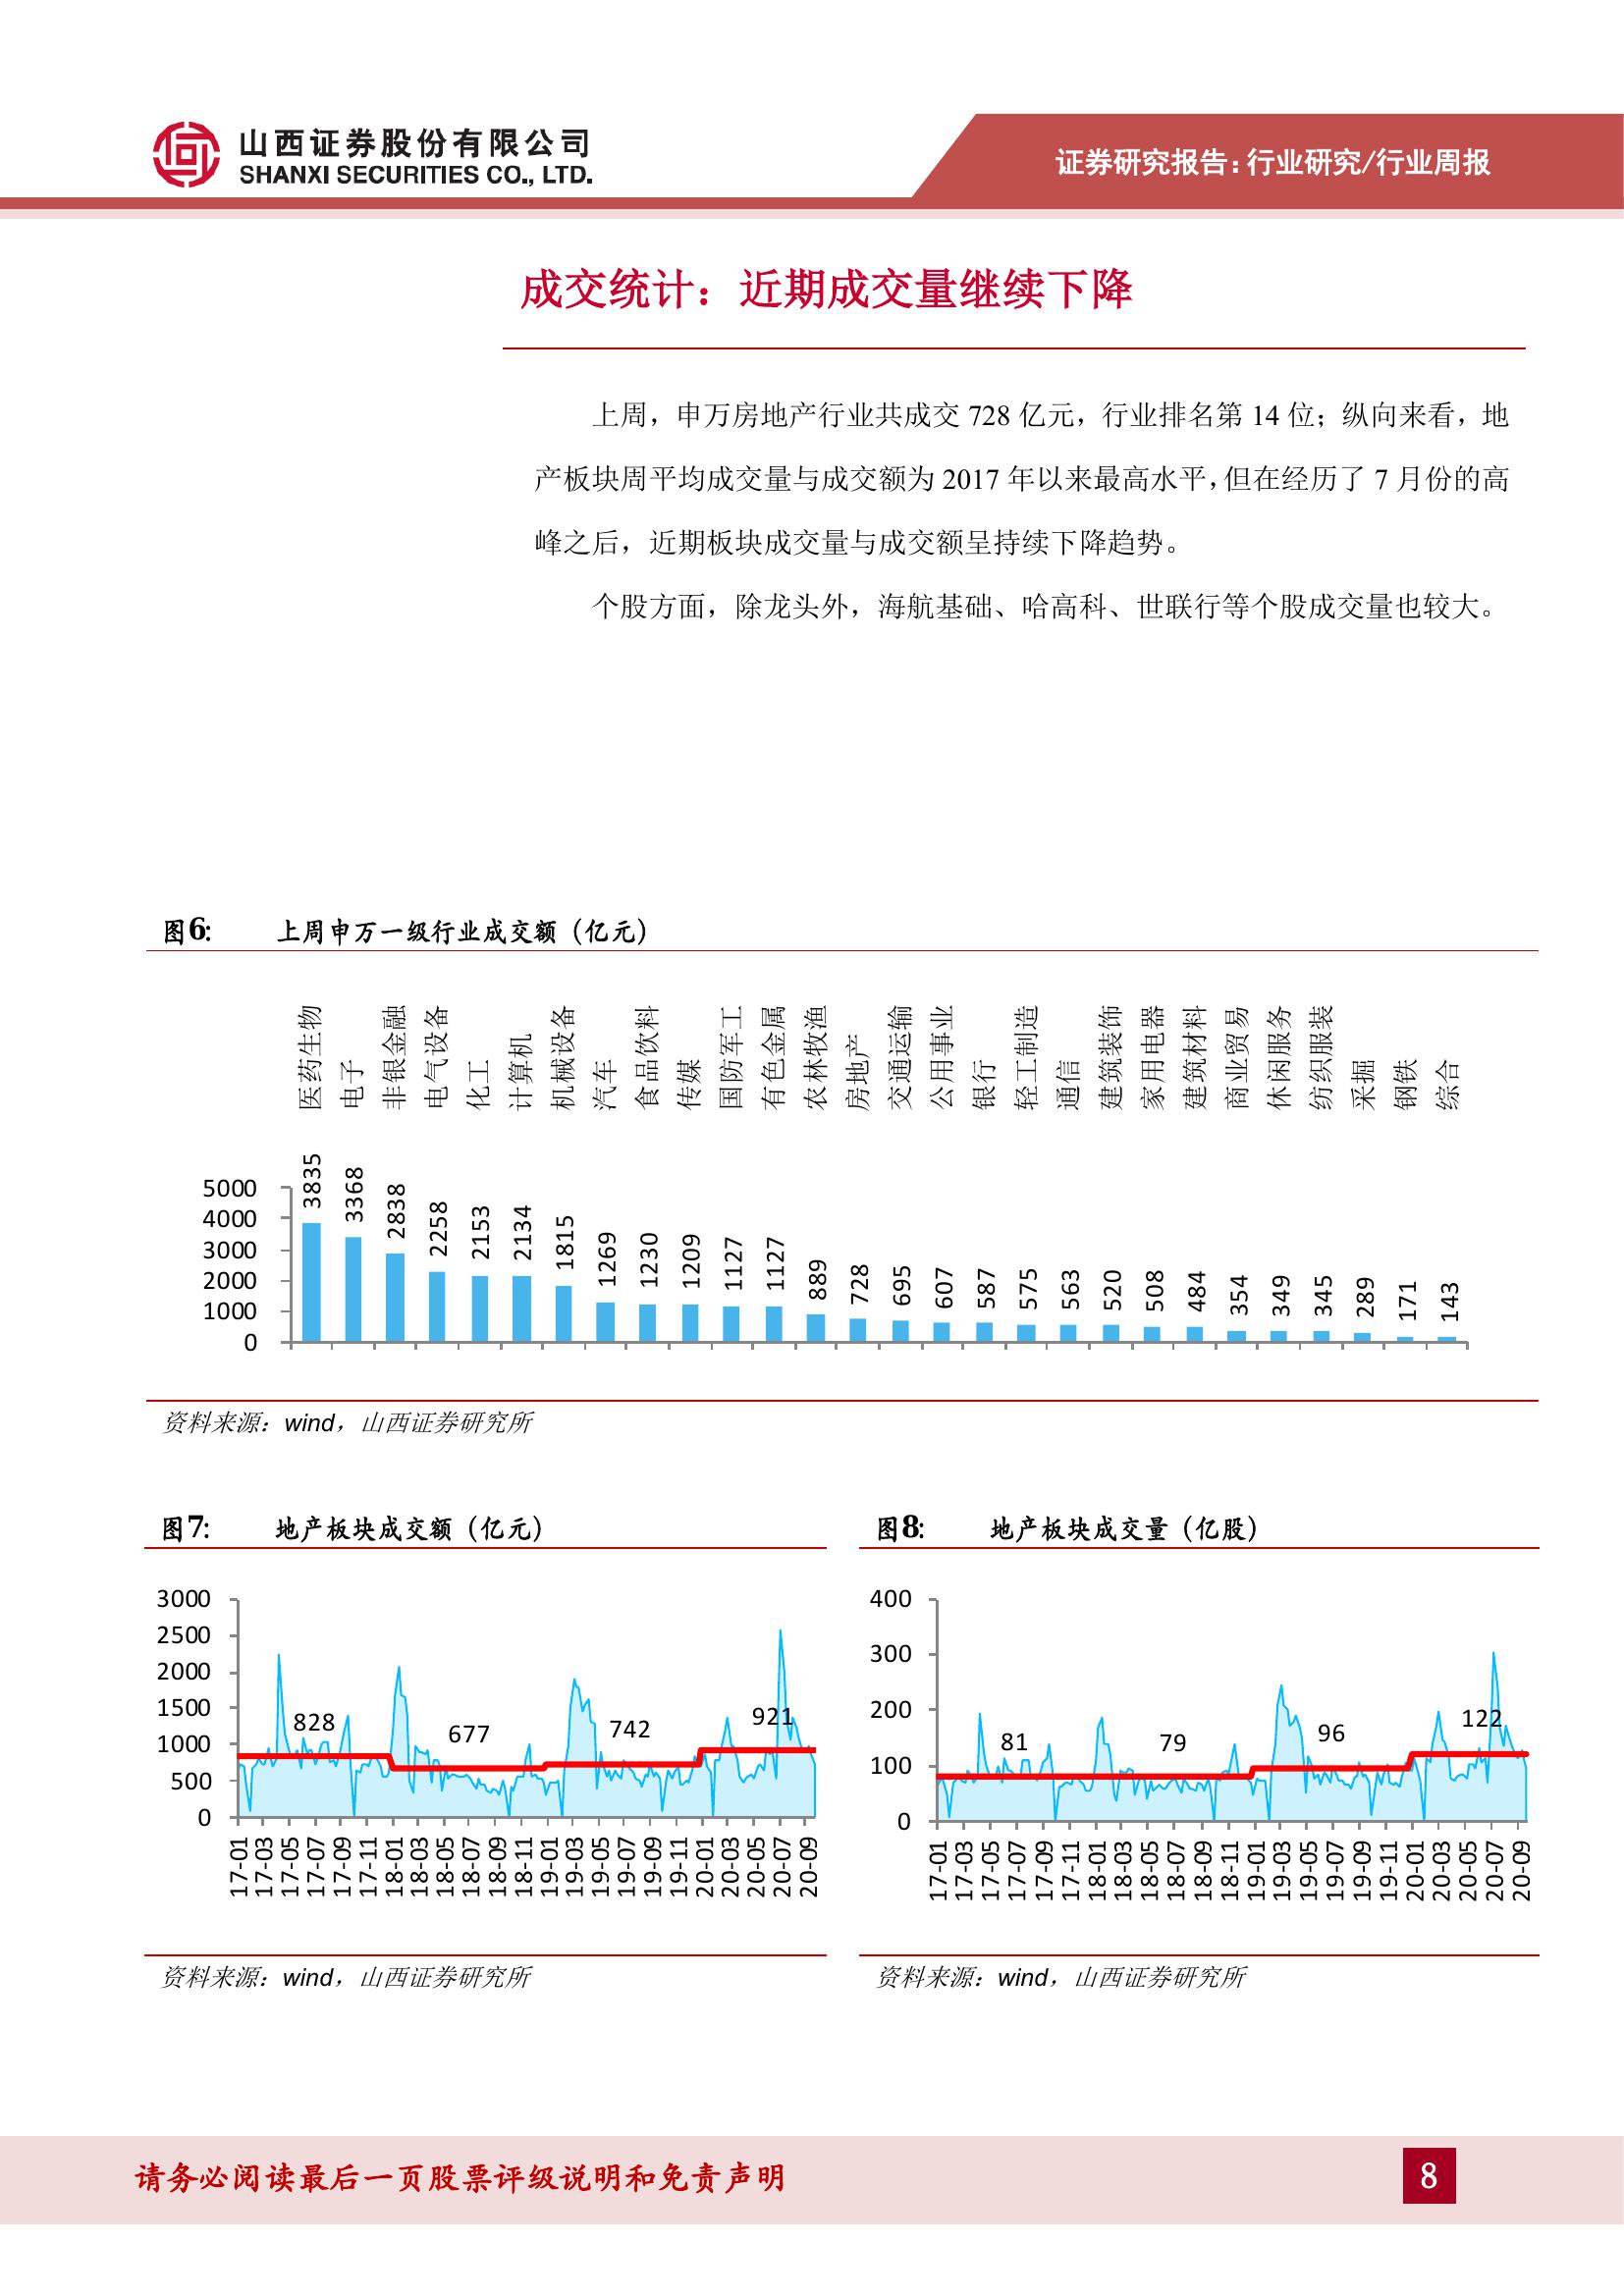 山西证券股份有限公司
SHANXI SECURITIES CO., LTD.
证券研究报告：行业研究/行业周报
成交统计：近期成交量继续下降
上周，申万房地产行业共成交 728 亿元，行业排名第 14 位；纵向来看，地
产板块周平均成交量与成交额为 2017 年以来最高水平，但在经历了 7 月份的高
峰之后，近期板块成交量与成交额呈持续下降趋势。
个股方面，除龙头外，海航基础、哈高科、世联行等个股成交量也较大。
图6: 上周申万一级行业成交额（亿元）
医药生物 电子 非银金融 电气设备 化工 计算机 机械设备 汽车 食品饮料 传媒 国防军工 有色金属 农林牧渔 房地产 交通运输 公用事业 银行 轻工制造 通信 建筑装饰 家用电器 建筑材料 商业贸易 休闲服务 纺织服装 采掘 钢铁 综合
3835 3368 2838 2258 2153 2134 1815 1269 1230 1209 1127 1127 889 728 695 607 587 575 563 520 508 484 354 349 345 289 171 143
5000
4000
3000
2000
1000
0
资料来源：wind，山西证券研究所
图7: 地产板块成交额（亿元）
3000
2500
2000
1500
1000
500
0
828 677 742 921
17-01 17-03 17-05 17-07 17-09 17-11 18-01 18-03 18-05 18-07 18-09 18-11 19-01 19-03 19-05 19-07 19-09 19-11 20-01 20-03 20-05 20-07 20-09
资料来源：wind，山西证券研究所
图8: 地产板块成交量（亿股）
400
300
200
100
0
81 79 96 122
17-01 17-03 17-05 17-07 17-09 17-11 18-01 18-03 18-05 18-07 18-09 18-11 19-01 19-03 19-05 19-07 19-09 19-11 20-01 20-03 20-05 20-07 20-09
资料来源：wind，山西证券研究所
请务必阅读最后一页股票评级说明和免责声明
8